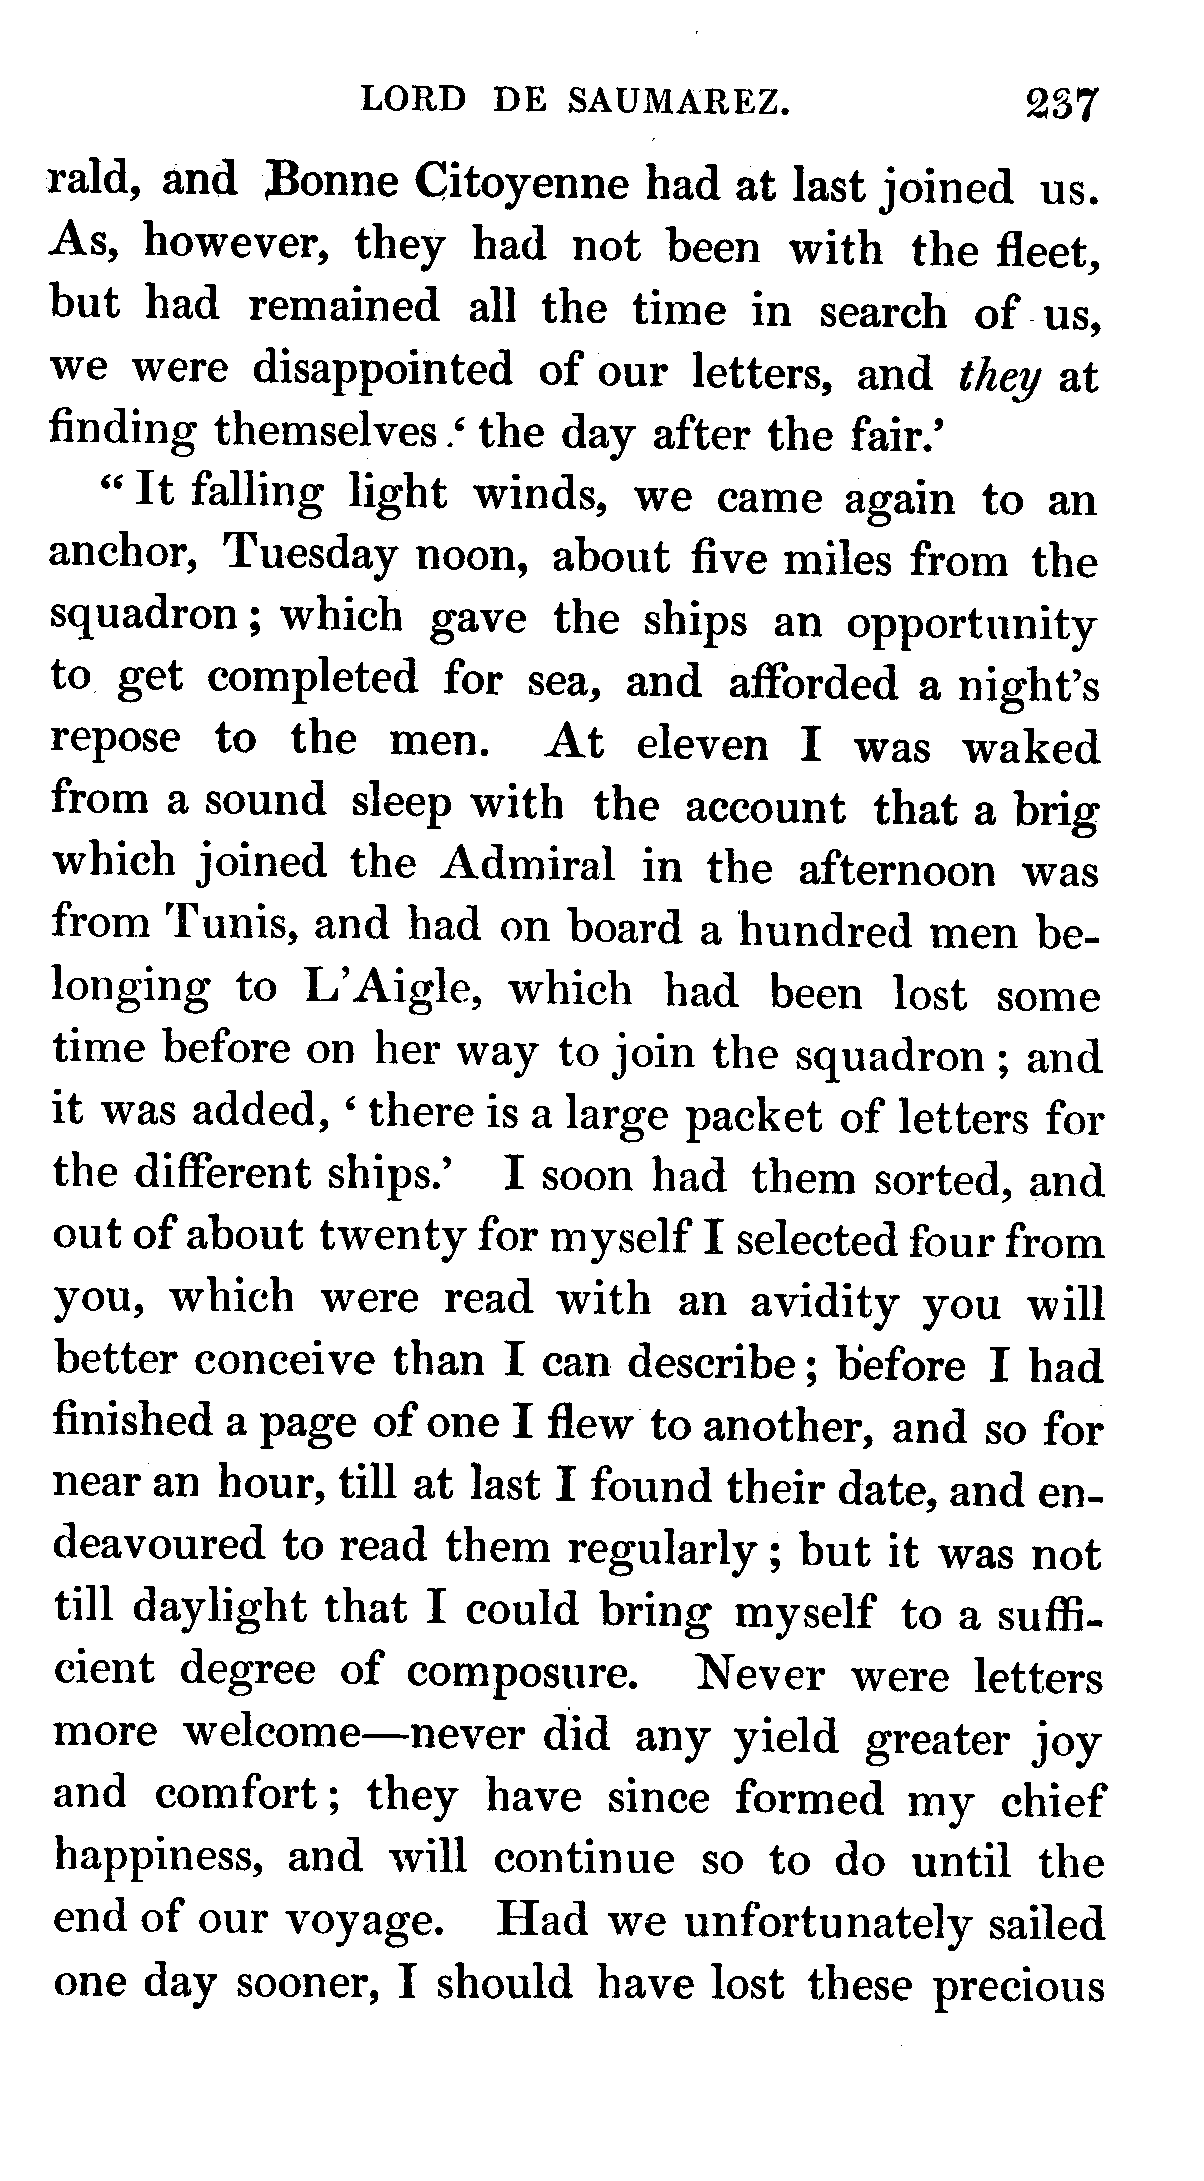 LORD DE SAUMAREZ. 237
rald, and Bonne Citoyenne had at last joined us.
As, however, they had not been with the fleet,
but had remained all the time in search of us,
we were disappointed of our letters, and they at
finding themselves ‘ the day after the fair.’
“ It falling light winds, we came again to an
anchor, Tuesday noon, about five miles from the
squadron ; which gave the ships an opportunity
to get completed for sea, and afforded a night’s
repose to the men. At eleven I was waked
from a sound sleep with the account that a brig
which joined the Admiral in the afternoon was
from Tunis, and had on board a hundred men be-
longing to L’Aigle, which had been lost some
time before on her way to join the squadron ; and
it was added, ‘ there is a large packet of letters for
the different ships.’ I soon had them sorted, and
out of about twenty for myself I selected four from
you, which were read with an avidity you will
better conceive than I can describe ; before I had
finished a page of one I flew to another, and so for
near an hour, till at last I found their date, and en-
deavoured to read them regularly ; but it was not
till daylight that I could bring myself to a suffi-
cient degree of composure. Never were letters
more welcome—never did any yield greater joy
and comfort ; they have since formed my chief
happiness, and will continue so to do until the
end of our voyage. Had we unfortunately sailed
one day sooner, I should have lost these precious